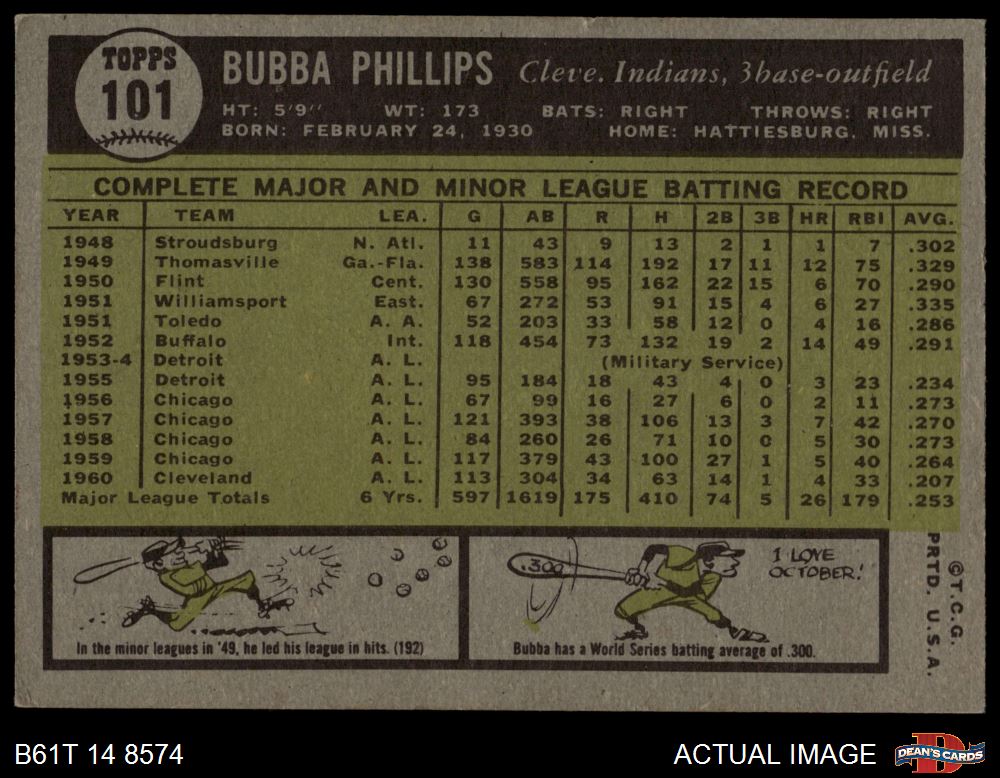 TOPPS
101
BUBBA PHILLIPS Cleve. Indians, 3base-outfield
HT: 5'9" WT: 173 BATS: RIGHT THROWS: RIGHT
BORN: FEBRUARY 24, 1930 HOME: HATTIESBURG, MISS.
COMPLETE MAJOR AND MINOR LEAGUE BATTING RECORD
YEAR TEAM LEA. G AB R H 2B 3B HR RBI AVG.
1948 Stroudsburg N. Atl. 11 43 9 13 2 1 1 7 .302
1949 Thomasville Ga.-Fla. 138 583 114 192 17 11 12 75 .329
1950 Flint Cent. 130 558 95 162 22 15 6 70 .290
1951 Williamsport East. 67 272 53 91 15 4 6 27 .335
1951 Toledo A. A. 52 203 33 58 12 0 4 16 .286
1952 Buffalo Int. 118 454 73 132 19 2 14 49 .291
1953-4 Detroit A. L. (Military Service)
1955 Detroit A. L. 95 184 18 43 4 0 3 23 .234
1956 Chicago A. L. 67 99 16 27 6 0 2 11 .273
1957 Chicago A. L. 121 393 38 106 13 3 7 42 .270
1958 Chicago A. L. 84 260 26 71 10 0 5 30 .273
1959 Chicago A. L. 117 379 43 100 27 1 5 40 .264
1960 Cleveland A. L. 113 304 34 63 14 1 4 33 .207
Major League Totals 6 Yrs. 597 1619 175 410 74 5 26 179 .253
In the minor leagues in '49, he led his league in hits. (192)
.300
I LOVE
OCTOBER!
Bubba has a World Series batting average of .300.
©T.C.G.
PRTD. U.S.A.
B61T 14 8574
ACTUAL IMAGE
DEAN'S CARDS